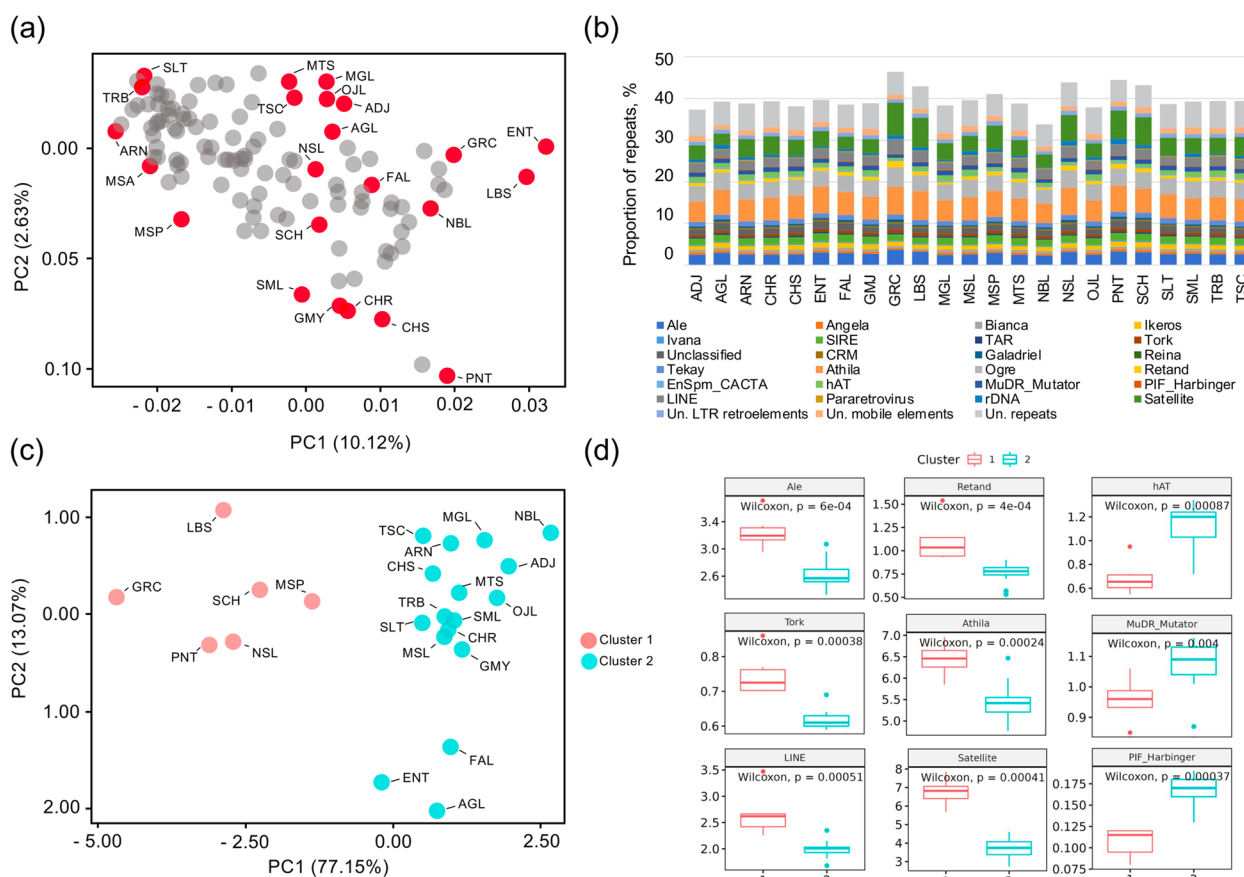 (a)
SLT
TRB
MTS
MGL
OJL
TSC
ADJ
AGL
ARN
NSL
GRC
ENT
MSA
FAL
LBS
MSP
SCH
NBL
SML
CHR
GMY
CHS
PNT
0.00
0.05
0.10
PC2 (2.63%)
- 0.02
- 0.01
0.00
0.01
0.02
0.03
PC1 (10.12%)
(b)
Proportion of repeats, %
50
40
30
20
10
0
ADJ AGL ARN CHR CHS ENT FAL GMJ GRC LBS MGL MSL MSP MTS NBL NSL OJL PNT SCH SLT SML TRB TSC
Ale Angela Bianca Ikeros
Ivana SIRE TAR Tork
Unclassified CRM Galadriel Reina
Tekay Athila Ogre Retand
EnSpm_CACTA hAT MuDR_Mutator PIF_Harbinger
LINE Pararetrovirus rDNA Satellite
Un. LTR retroelements Un. mobile elements Un. repeats
(c)
LBS
TSC
MGL
NBL
ARN
CHS
ADJ
GRC
SCH
MSP
MTS
TRB
OJL
SML
SLT
CHR
MSL
GMY
PNT
NSL
FAL
ENT
AGL
1.00
0.00
1.00
2.00
PC2 (13.07%)
- 5.00
-2.50
0.00
2.50
PC1 (77.15%)
Cluster 1
Cluster 2
(d)
Cluster 1 2
Ale
Wilcoxon, p = 6e-04
3.4
3.0
2.6
Retand
Wilcoxon, p = 4e-04
1.50
1.25
1.00
0.75
0.50
hAT
Wilcoxon, p = 0.00087
1.2
1.0
0.8
0.6
Tork
Wilcoxon, p = 0.00038
0.8
0.7
0.6
Athila
Wilcoxon, p = 0.00024
7.0
6.5
6.0
5.5
5.0
MuDR_Mutator
Wilcoxon, p = 0.004
1.1
1.0
0.9
LINE
Wilcoxon, p = 0.00051
3.5
3.0
2.5
2.0
Satellite
Wilcoxon, p = 0.00041
8
7
6
5
4
3
PIF_Harbinger
Wilcoxon, p = 0.00037
0.175
0.150
0.125
0.100
0.075